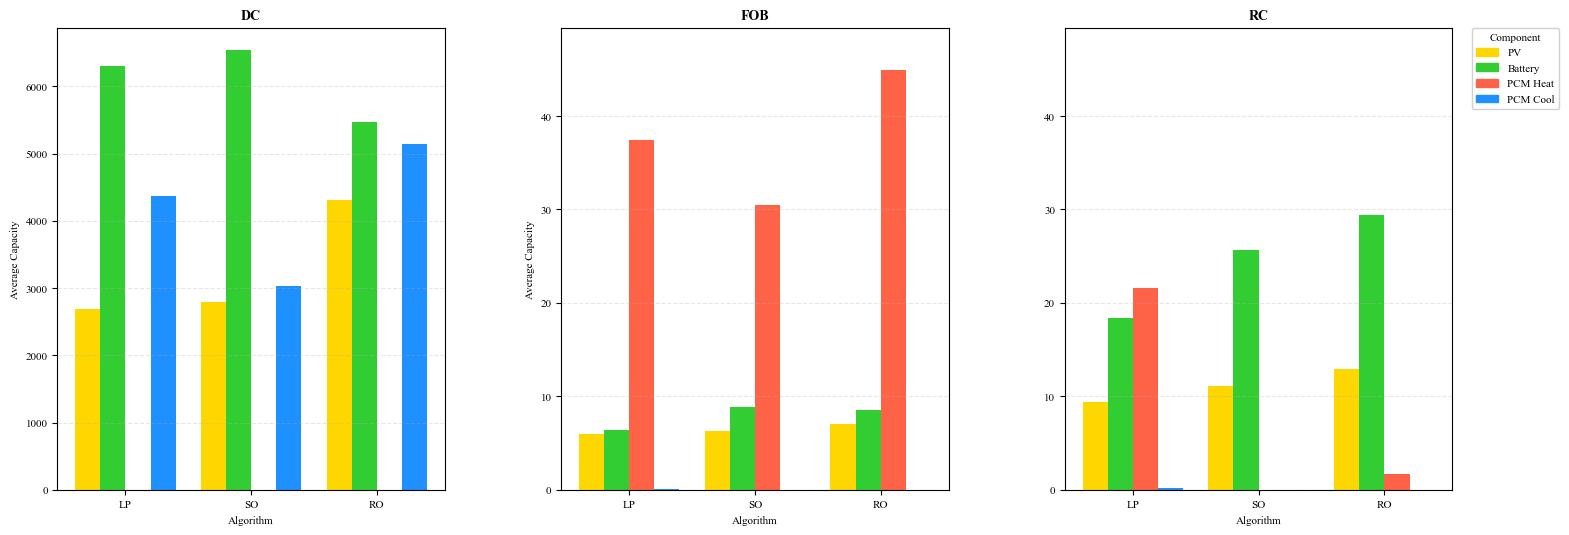 DC
Average Capacity
6000
5000
4000
3000
2000
1000
0
LP
SO
RO
Algorithm
FOB
Average Capacity
40
30
20
10
0
LP
SO
RO
Algorithm
RC
40
30
20
10
0
LP
SO
RO
Algorithm
Component
PV
Battery
PCM Heat
PCM Cool